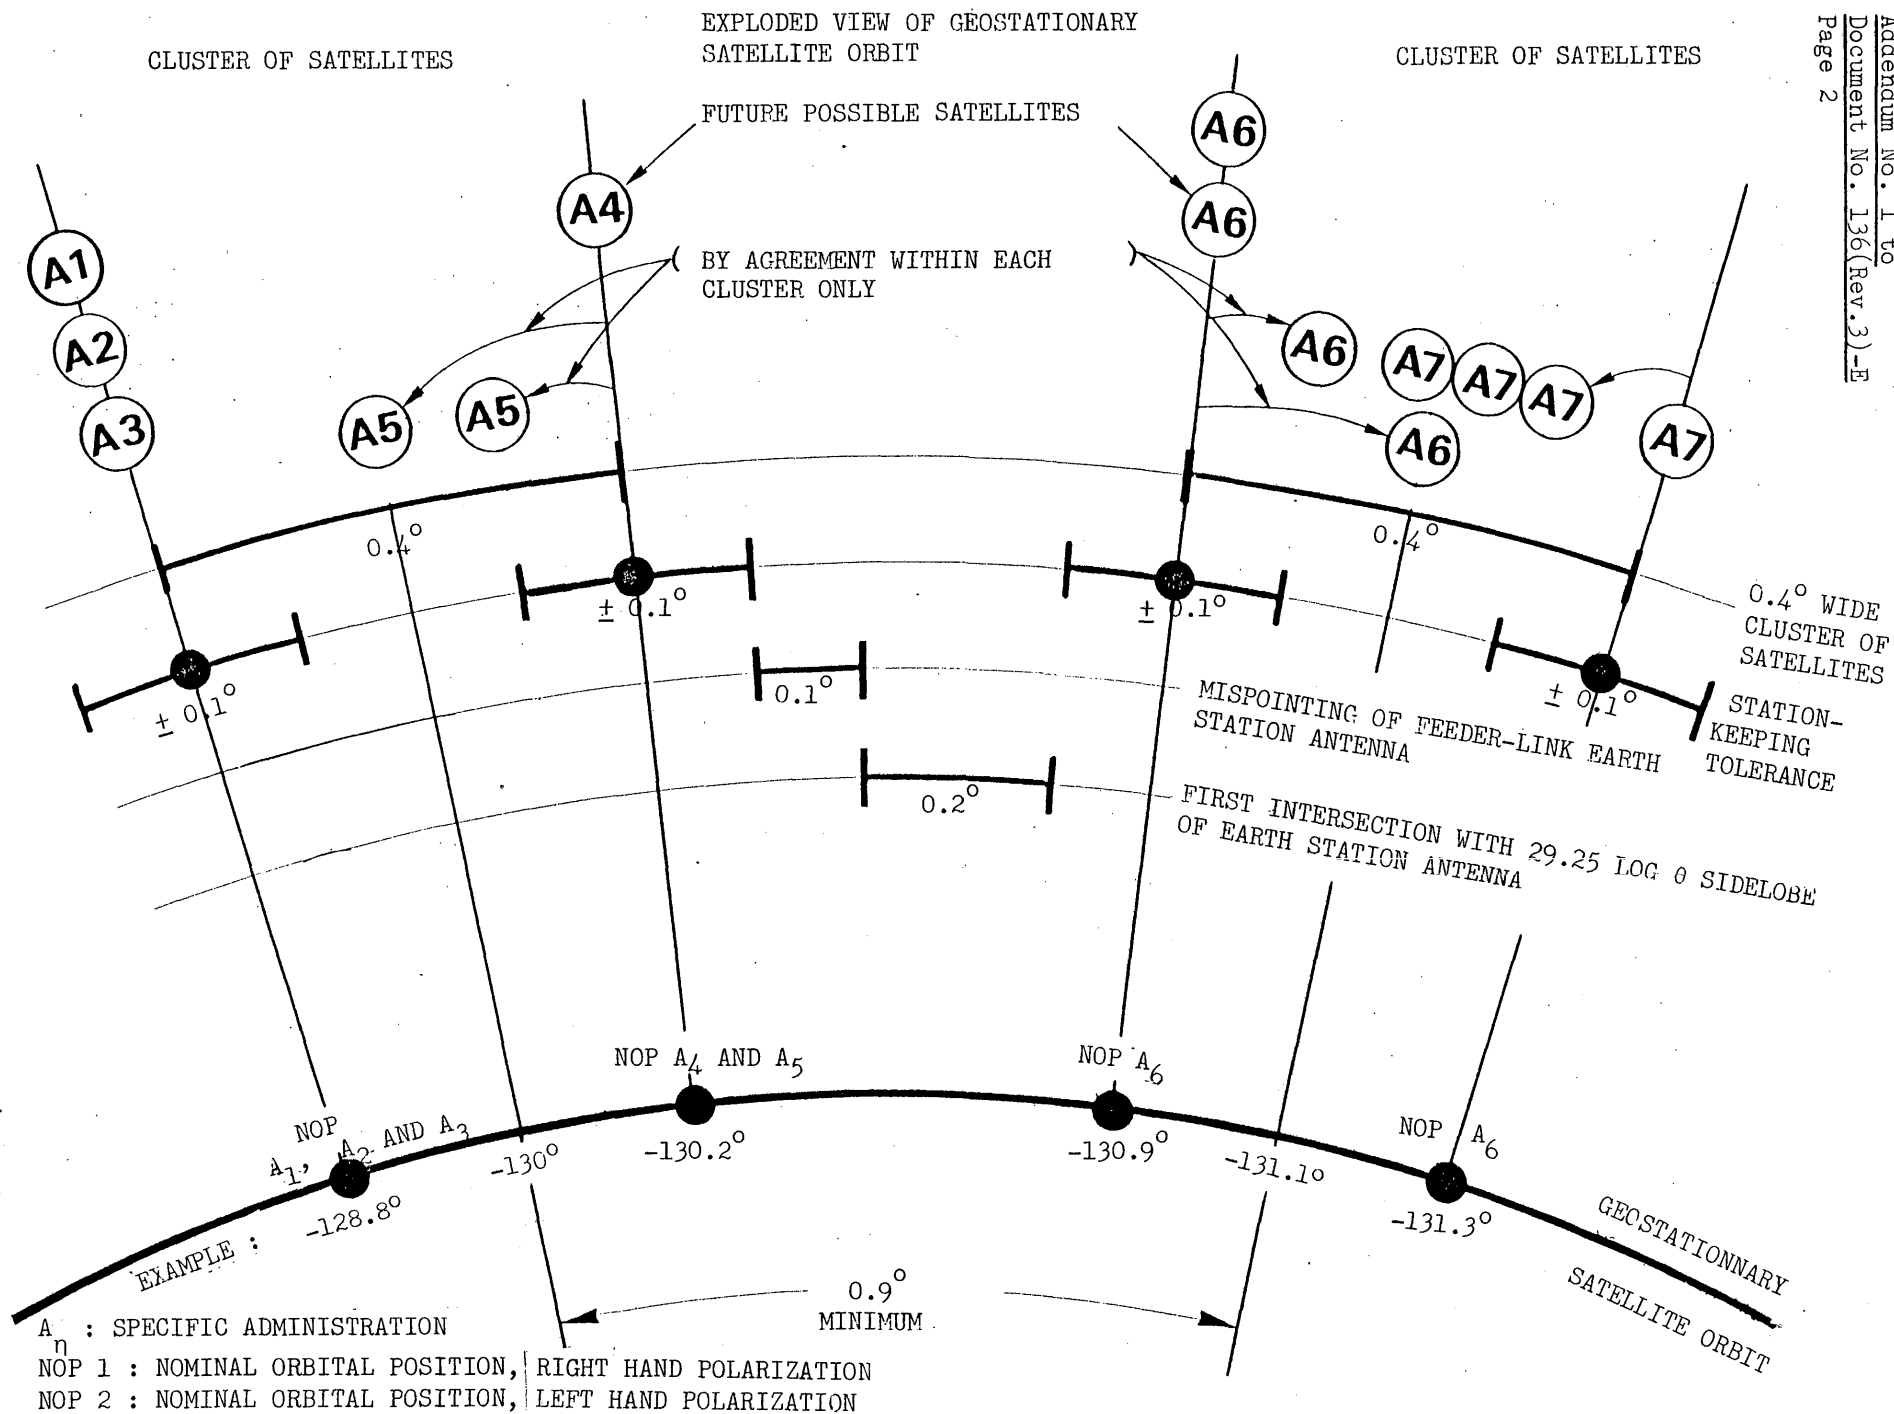 Addendum No. 1 to
Document No. 136(Rev.3)-E
Page 2
EXPLODED VIEW OF GEOSTATIONARY
SATELLITE ORBIT
CLUSTER OF SATELLITES
CLUSTER OF SATELLITES
FUTURE POSSIBLE SATELLITES
A6
A6
A4
A1
A2
A3
( BY AGREEMENT WITHIN EACH )
CLUSTER ONLY
A5
A5
A6
A6
A7
A7
A7
A7
0.4°
0.4°
0.4° WIDE
CLUSTER OF
SATELLITES
± 0.1°
± 0.1°
± 0.1°
± 0.1°
STATION-
KEEPING
TOLERANCE
0.1°
MISPOINTING OF FEEDER-LINK EARTH
STATION ANTENNA
0.2°
FIRST INTERSECTION WITH 29.25 LOG θ SIDELOBE
OF EARTH STATION ANTENNA
NOP
A1, A2 AND A3
NOP A4 AND A5
NOP A6
NOP A6
-128.8°
-130°
-130.2°
-130.9°
-131.1°
-131.3°
GEOSTATIONNARY
SATELLITE ORBIT
EXAMPLE :
0.9°
MINIMUM
Aη : SPECIFIC ADMINISTRATION
NOP 1 : NOMINAL ORBITAL POSITION, RIGHT HAND POLARIZATION
NOP 2 : NOMINAL ORBITAL POSITION, LEFT HAND POLARIZATION